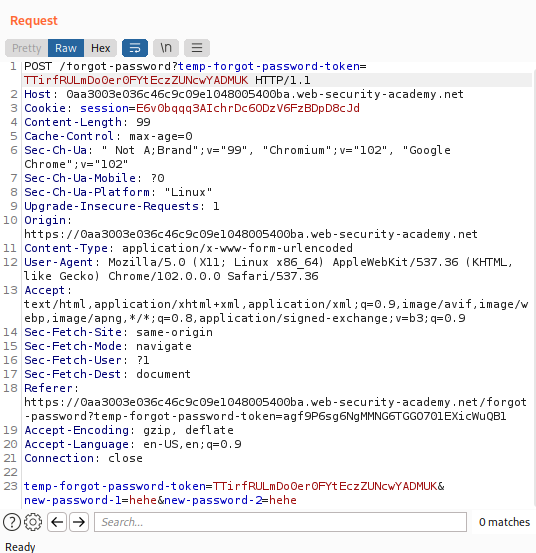 Request
Pretty Raw Hex \n
1 POST /forgot-password?temp-forgot-password-token=
TTirfRULmDoOer0FYtEczZUNcwYADMUK HTTP/1.1
2 Host: 0aa3003e036c46c9c09e1048005400ba.web-security-academy.net
3 Cookie: session=E6v0bqqq3AIchrDc6ODzV6FzBDpD8cJd
4 Content-Length: 99
5 Cache-Control: max-age=0
6 Sec-Ch-Ua: " Not A;Brand";v="99", "Chromium";v="102", "Google
Chrome";v="102"
7 Sec-Ch-Ua-Mobile: ?0
8 Sec-Ch-Ua-Platform: "Linux"
9 Upgrade-Insecure-Requests: 1
10 Origin:
https://0aa3003e036c46c9c09e1048005400ba.web-security-academy.net
11 Content-Type: application/x-www-form-urlencoded
12 User-Agent: Mozilla/5.0 (X11; Linux x86_64) AppleWebKit/537.36 (KHTML,
like Gecko) Chrome/102.0.0.0 Safari/537.36
13 Accept:
text/html,application/xhtml+xml,application/xml;q=0.9,image/avif,image/w
ebp,image/apng,*/*;q=0.8,application/signed-exchange;v=b3;q=0.9
14 Sec-Fetch-Site: same-origin
15 Sec-Fetch-Mode: navigate
16 Sec-Fetch-User: ?1
17 Sec-Fetch-Dest: document
18 Referer:
https://0aa3003e036c46c9c09e1048005400ba.web-security-academy.net/forgot
-password?temp-forgot-password-token=agf9P6sg6NgMMNG6TGGO7OlEXicWuQBl
19 Accept-Encoding: gzip, deflate
20 Accept-Language: en-US,en;q=0.9
21 Connection: close
22
23 temp-forgot-password-token=TTirfRULmDoOer0FYtEczZUNcwYADMUK&
new-password-1=hehe&new-password-2=hehe
Search... 0 matches
Ready